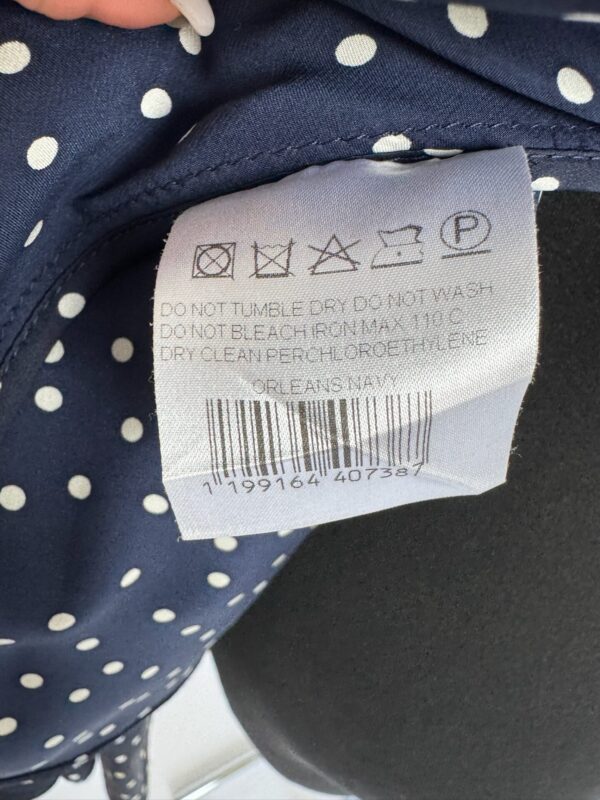 P
DO NOT TUMBLE DRY DO NOT WASH
DO NOT BLEACH IRON MAX 110 C
DRY CLEAN PERCHLOROETHYLENE
ORLEANS NAVY
1 199164 407387